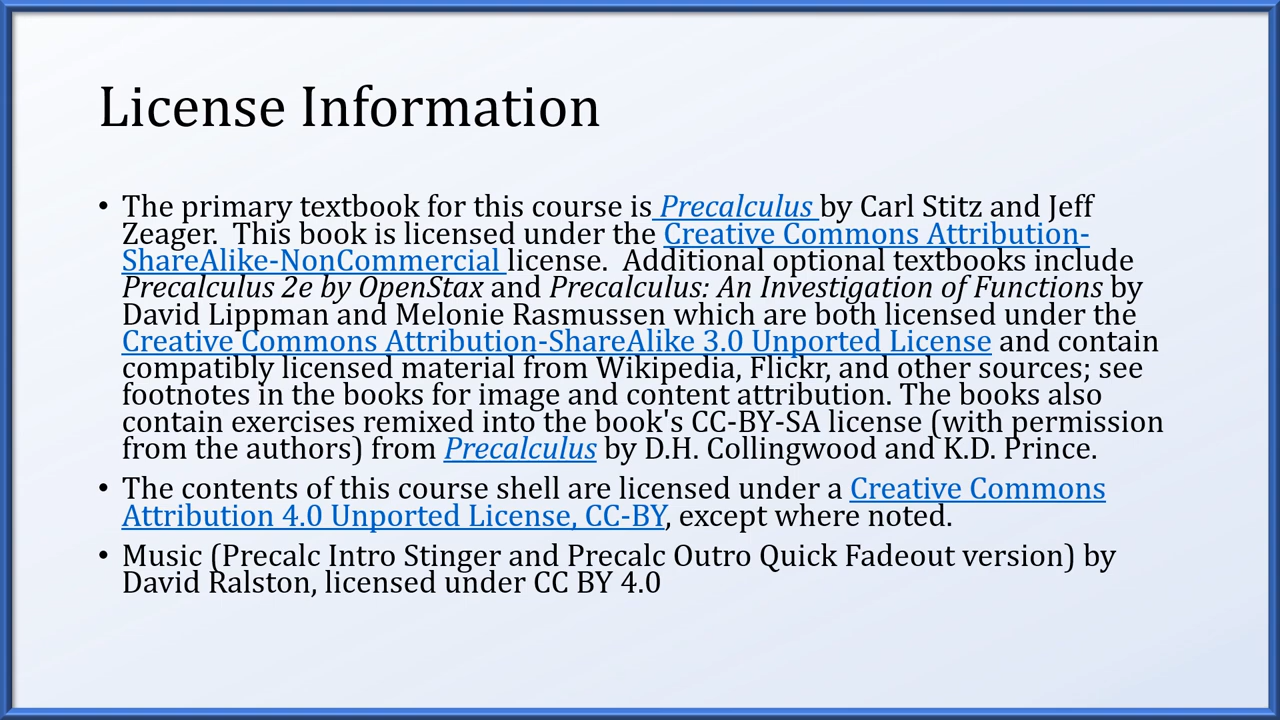 License Information
• The primary textbook for this course is Precalculus by Carl Stitz and Jeff
Zeager.  This book is licensed under the Creative Commons Attribution-
ShareAlike-NonCommercial license.  Additional optional textbooks include
Precalculus 2e by OpenStax and Precalculus: An Investigation of Functions by
David Lippman and Melonie Rasmussen which are both licensed under the
Creative Commons Attribution-ShareAlike 3.0 Unported License and contain
compatibly licensed material from Wikipedia, Flickr, and other sources; see
footnotes in the books for image and content attribution. The books also
contain exercises remixed into the book's CC-BY-SA license (with permission
from the authors) from Precalculus by D.H. Collingwood and K.D. Prince.
• The contents of this course shell are licensed under a Creative Commons
Attribution 4.0 Unported License, CC-BY, except where noted.
• Music (Precalc Intro Stinger and Precalc Outro Quick Fadeout version) by
David Ralston, licensed under CC BY 4.0